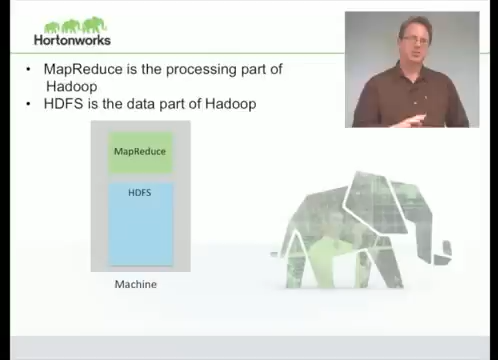 Hortonworks
• MapReduce is the processing part of
Hadoop
• HDFS is the data part of Hadoop
MapReduce
HDFS
Machine